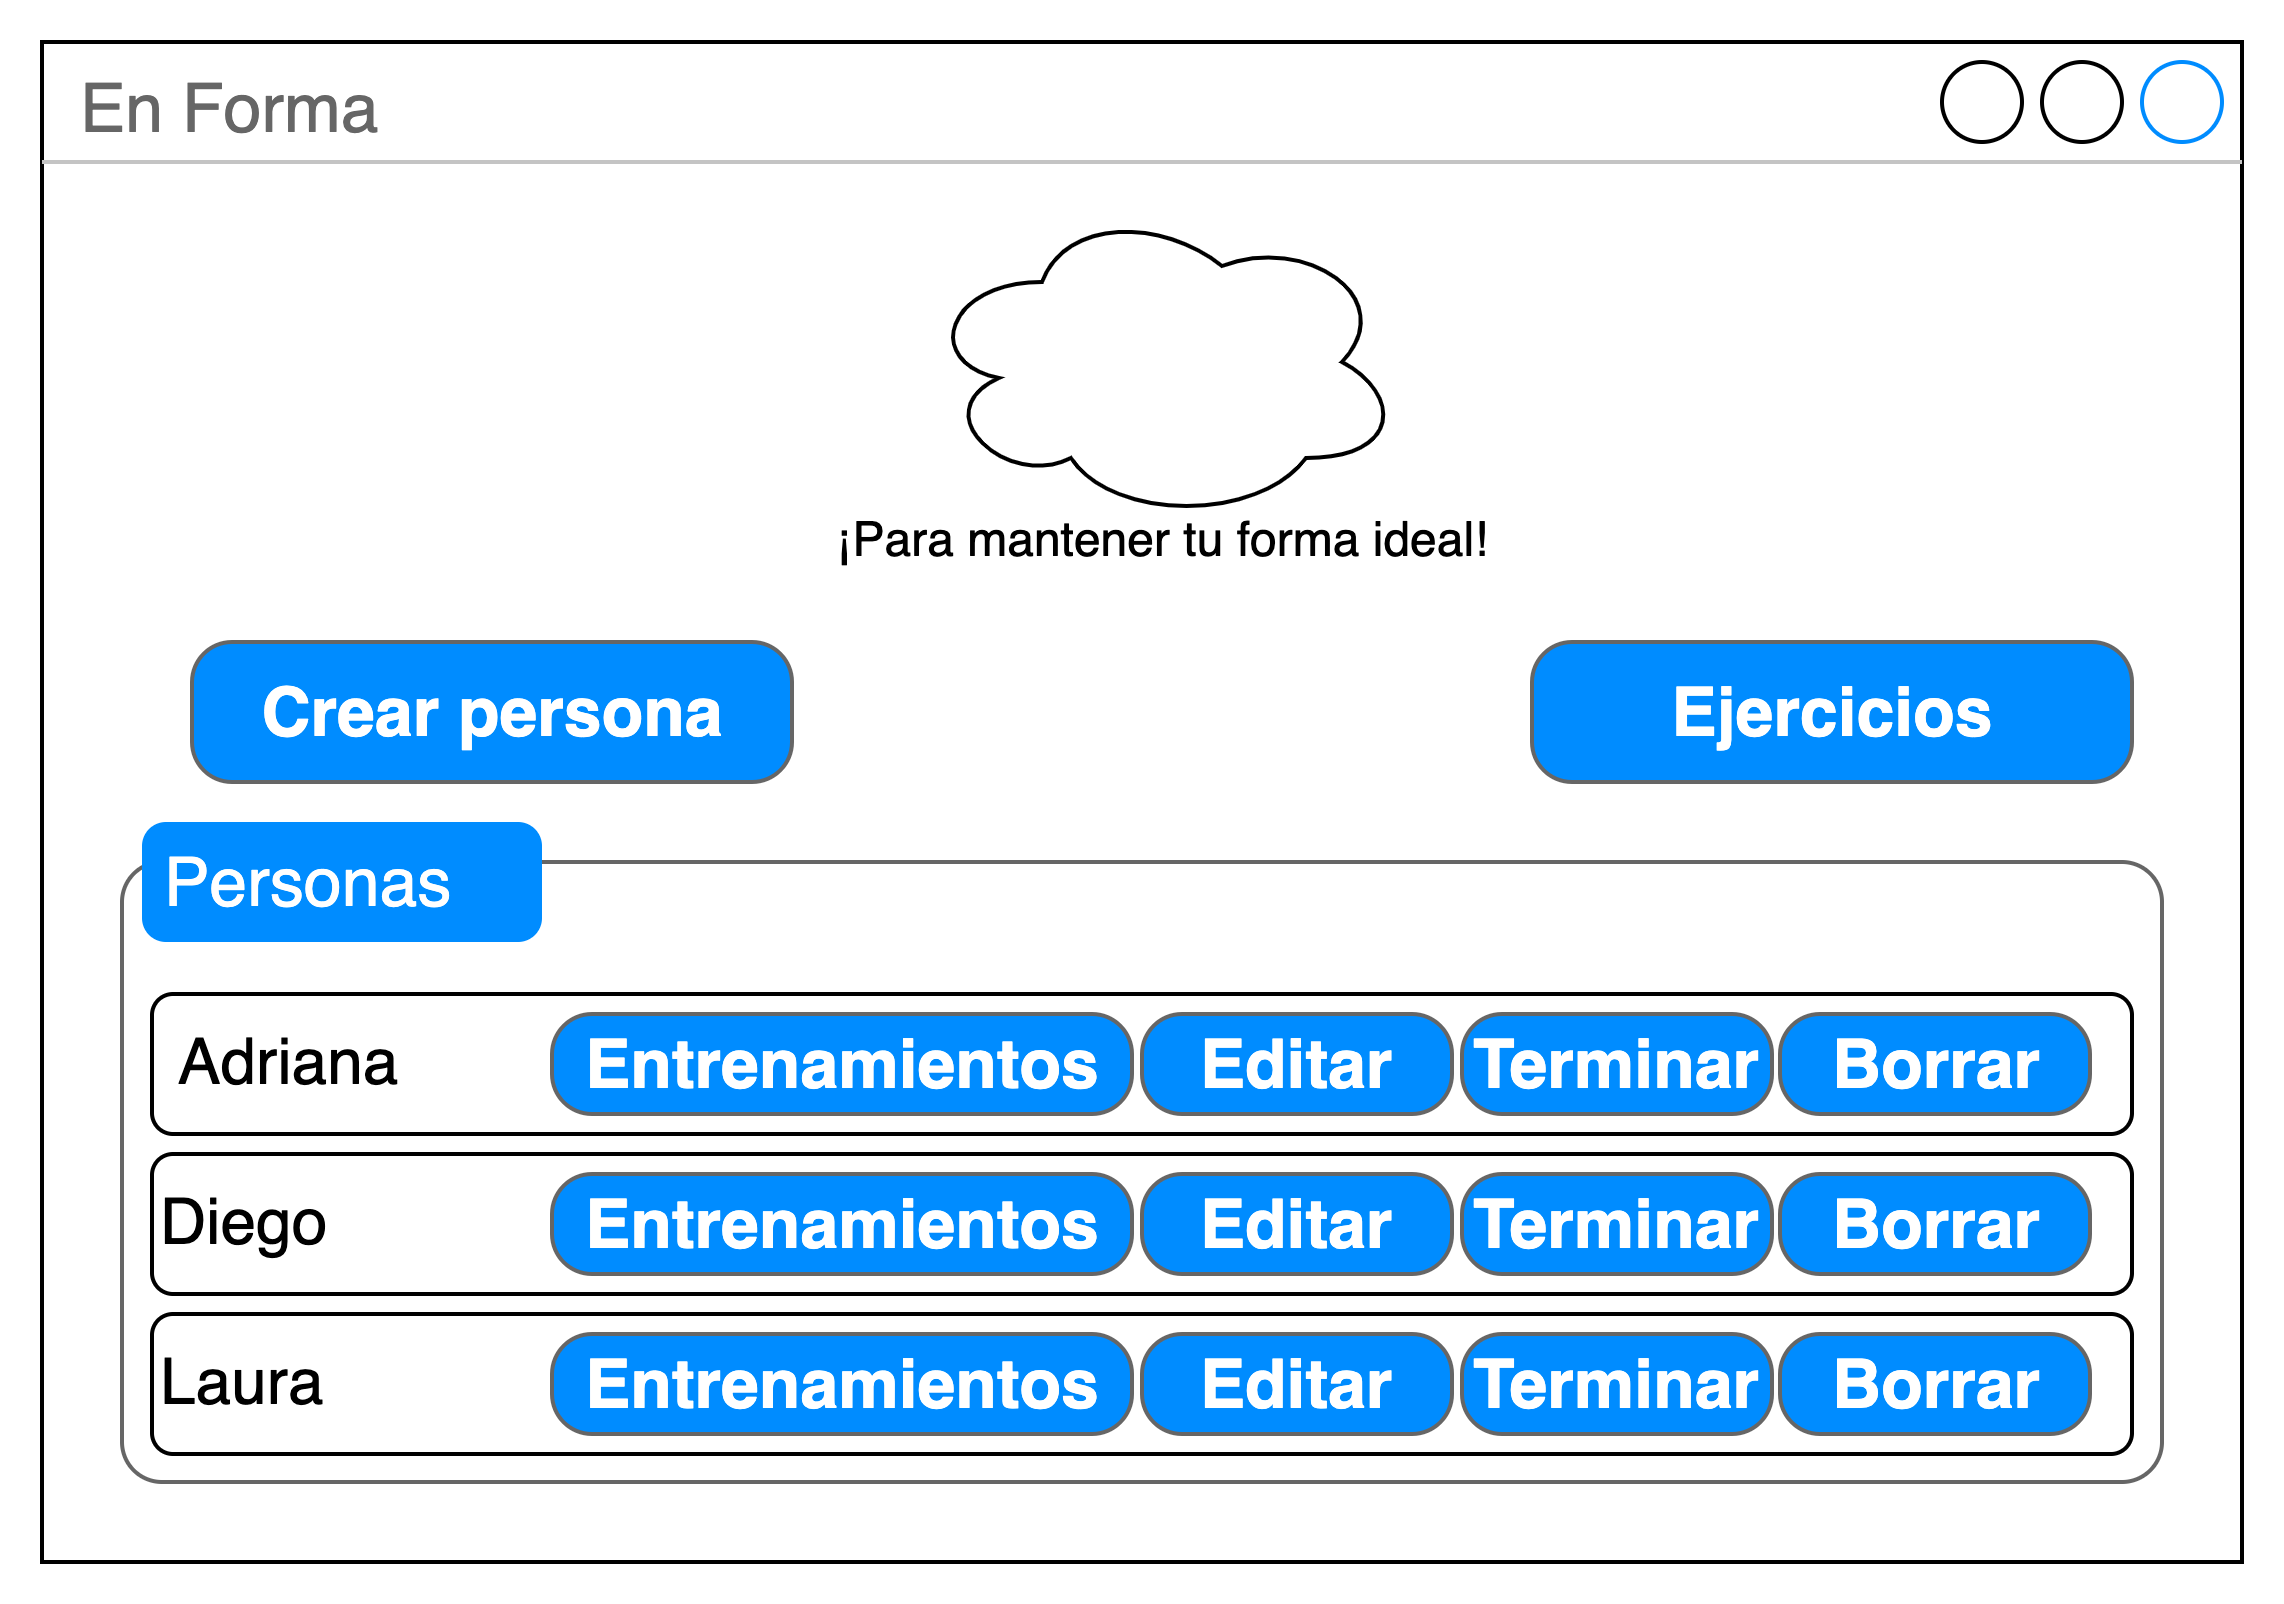 En Forma
¡Para mantener tu forma ideal!
Crear persona Ejercicios
Personas
Adriana Entrenamientos Editar Terminar Borrar
Diego Entrenamientos Editar Terminar Borrar
Laura Entrenamientos Editar Terminar Borrar